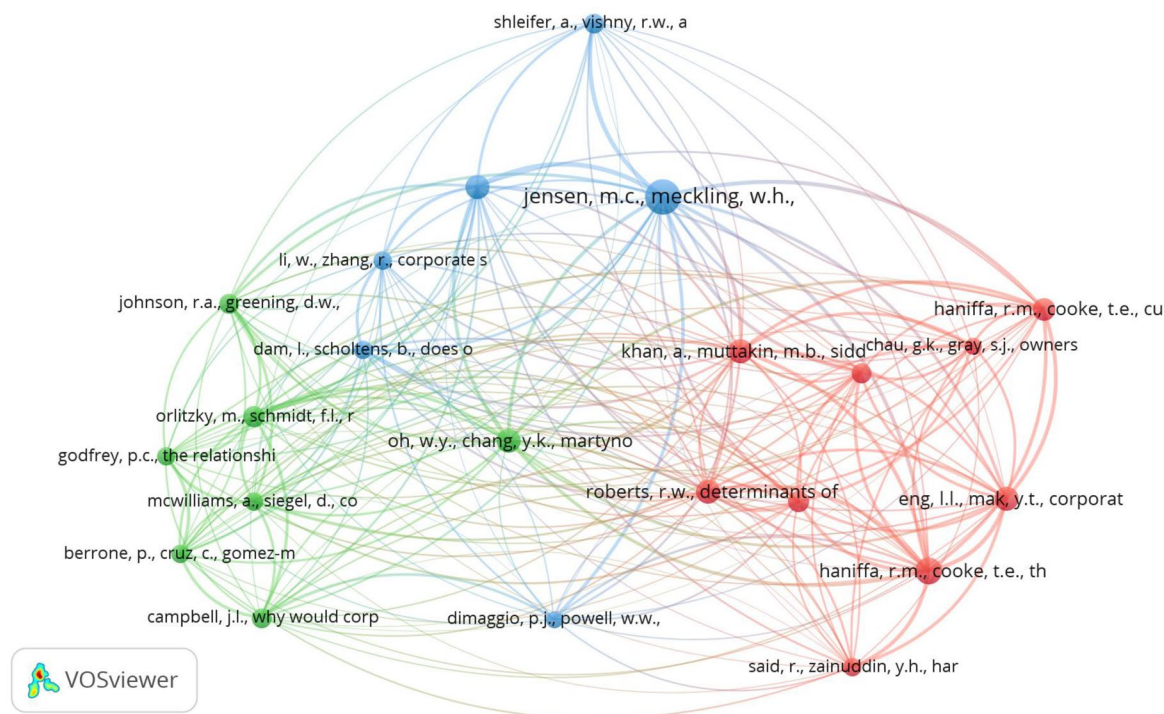 shleifer, a., vishny, r.w., a
jensen, m.c., meckling, w.h.,
li, w., zhang, r., corporate s
johnson, r.a., greening, d.w.,
haniffa, r.m., cooke, t.e., cu
dam, l., scholtens, b., does o
khan, a., muttakin, m.b., sidd
chau, g.k., gray, s.j., owners
orlitzky, m., schmidt, f.l., r
oh, w.y., chang, y.k., martyno
godfrey, p.c., the relationshi
mcwilliams, a., siegel, d., co
roberts, r.w., determinants of
eng, l.l., mak, y.t., corporat
berrone, p., cruz, c., gomez-m
haniffa, r.m., cooke, t.e., th
campbell, j.l., why would corp
dimaggio, p.j., powell, w.w.,
said, r., zainuddin, y.h., har
VOSviewer